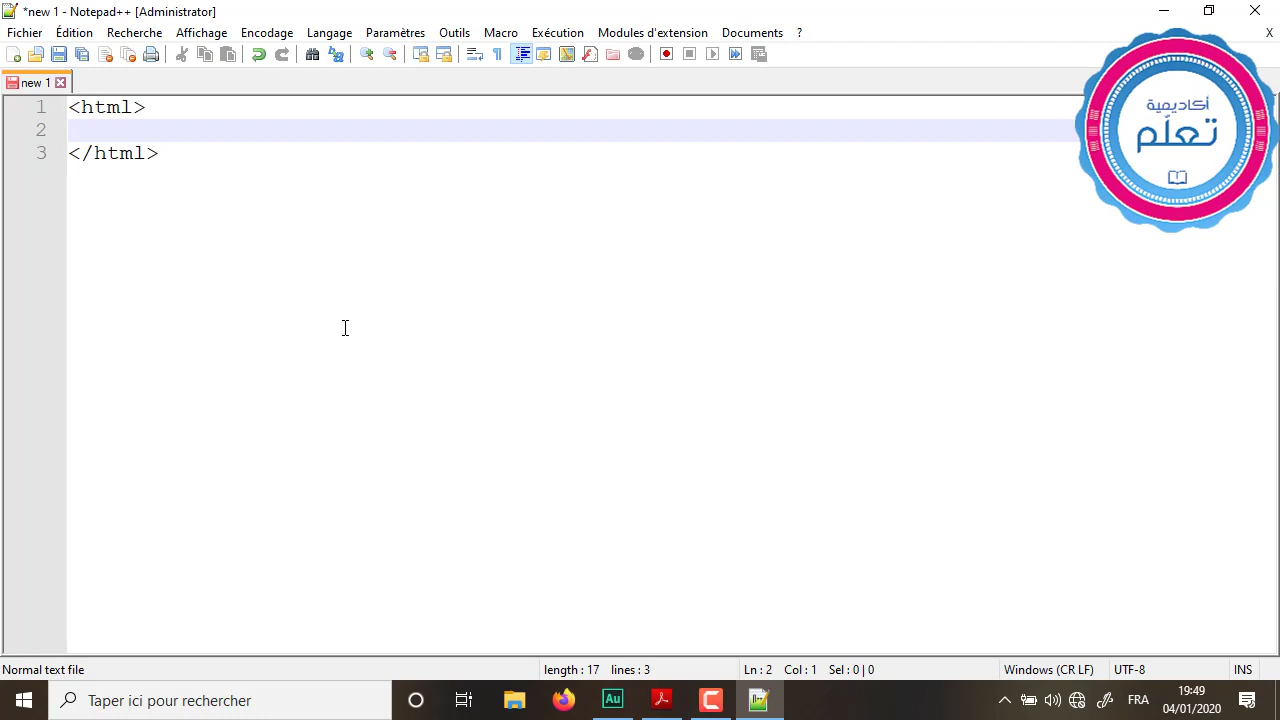 *new 1 - Notepad++ [Administrator]
Fichier Édition Recherche Affichage Encodage Langage Paramètres Outils Macro Exécution Modules d'extension Documents ? X
new 1
1 <html>
2
3 </html>
أكاديمية
تعلّم
Normal text file length : 17 lines : 3 Ln : 2 Col : 1 Sel : 0 | 0 Windows (CR LF) UTF-8 INS
Taper ici pour rechercher
Au
FRA
19:49
04/01/2020